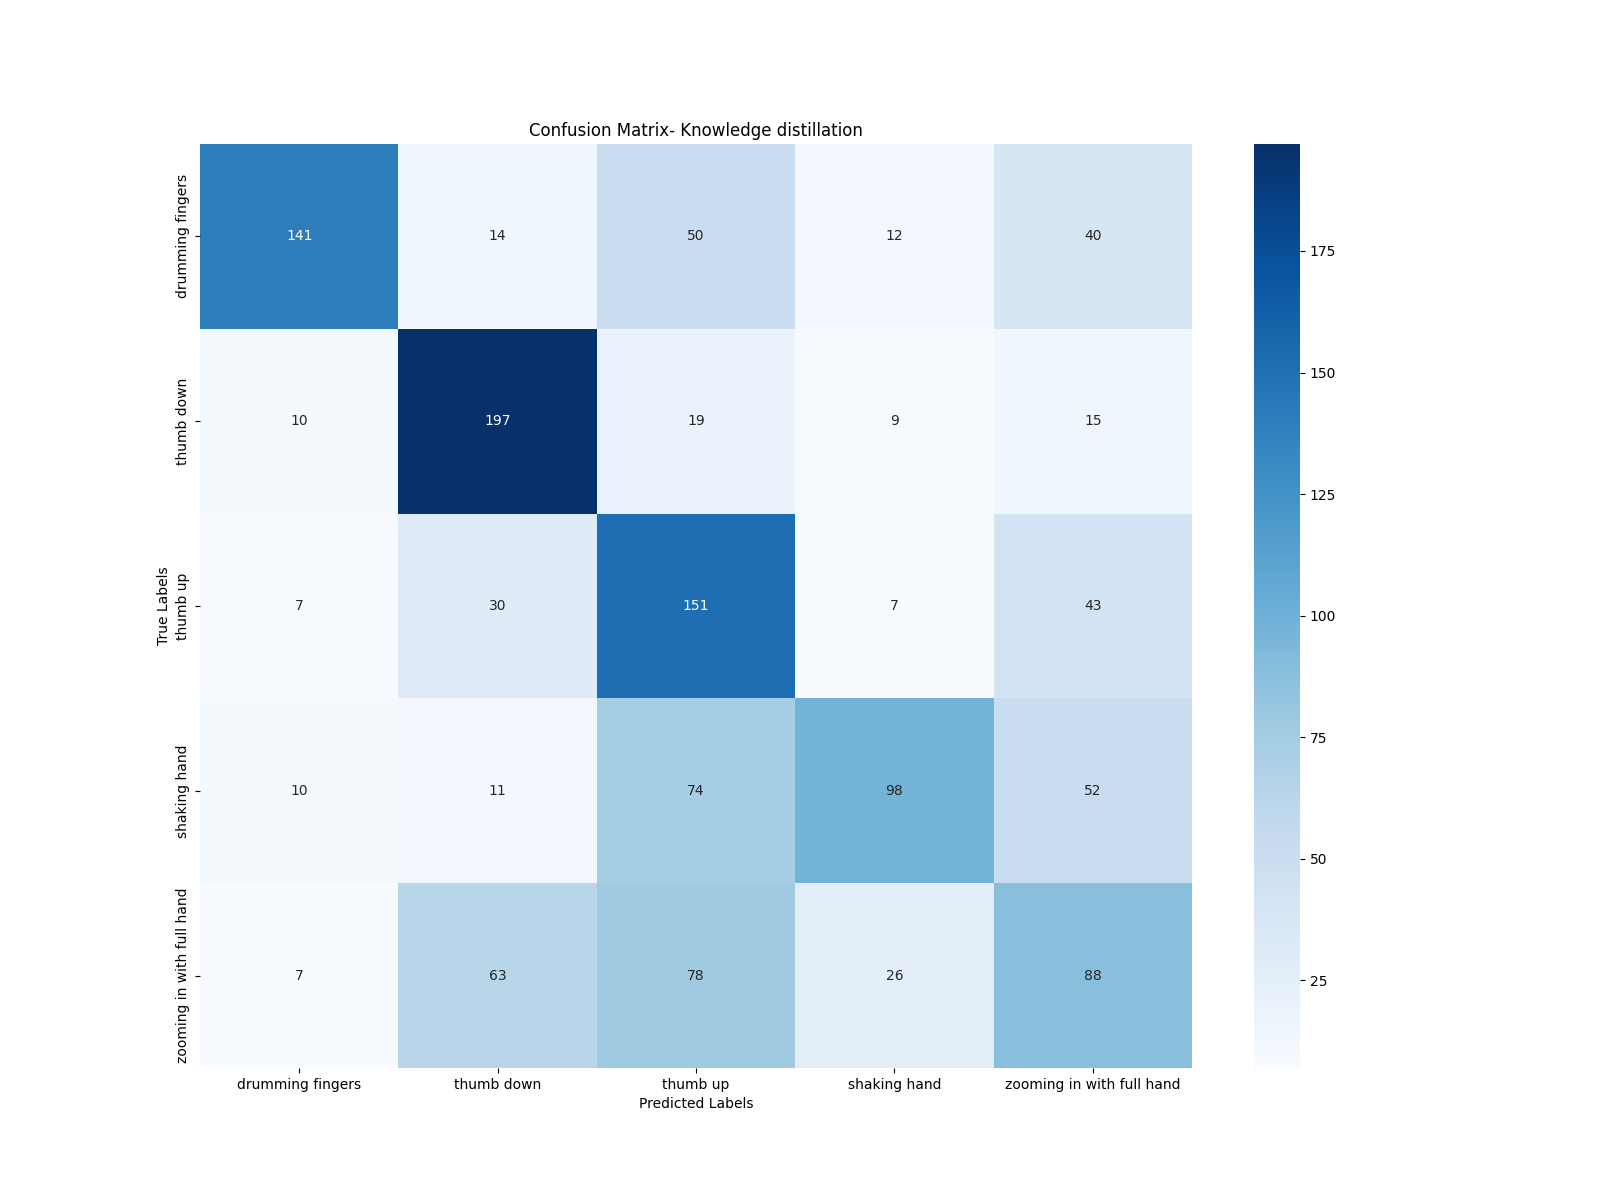 Confusion Matrix- Knowledge distillation
True Labels
drumming fingers
141 14 50 12 40
thumb down
10 197 19 9 15
thumb up
7 30 151 7 43
shaking hand
10 11 74 98 52
zooming in with full hand
7 63 78 26 88
drumming fingers thumb down thumb up shaking hand zooming in with full hand
Predicted Labels
175
150
125
100
75
50
25